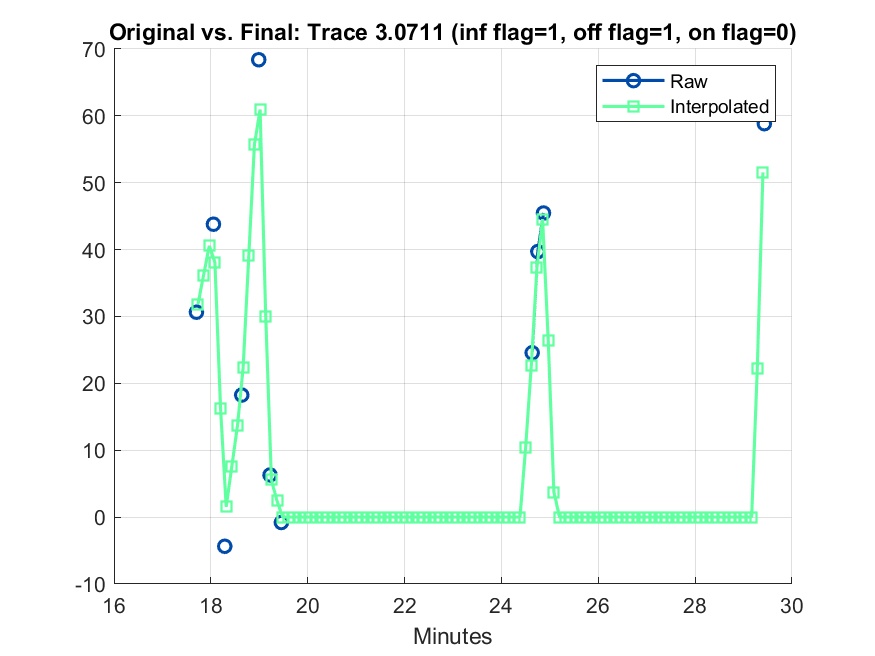 Original vs. Final: Trace 3.0711 (inf flag=1, off flag=1, on flag=0)
70
60
50
40
30
20
10
0
-10
Raw
Interpolated
16 18 20 22 24 26 28 30
Minutes